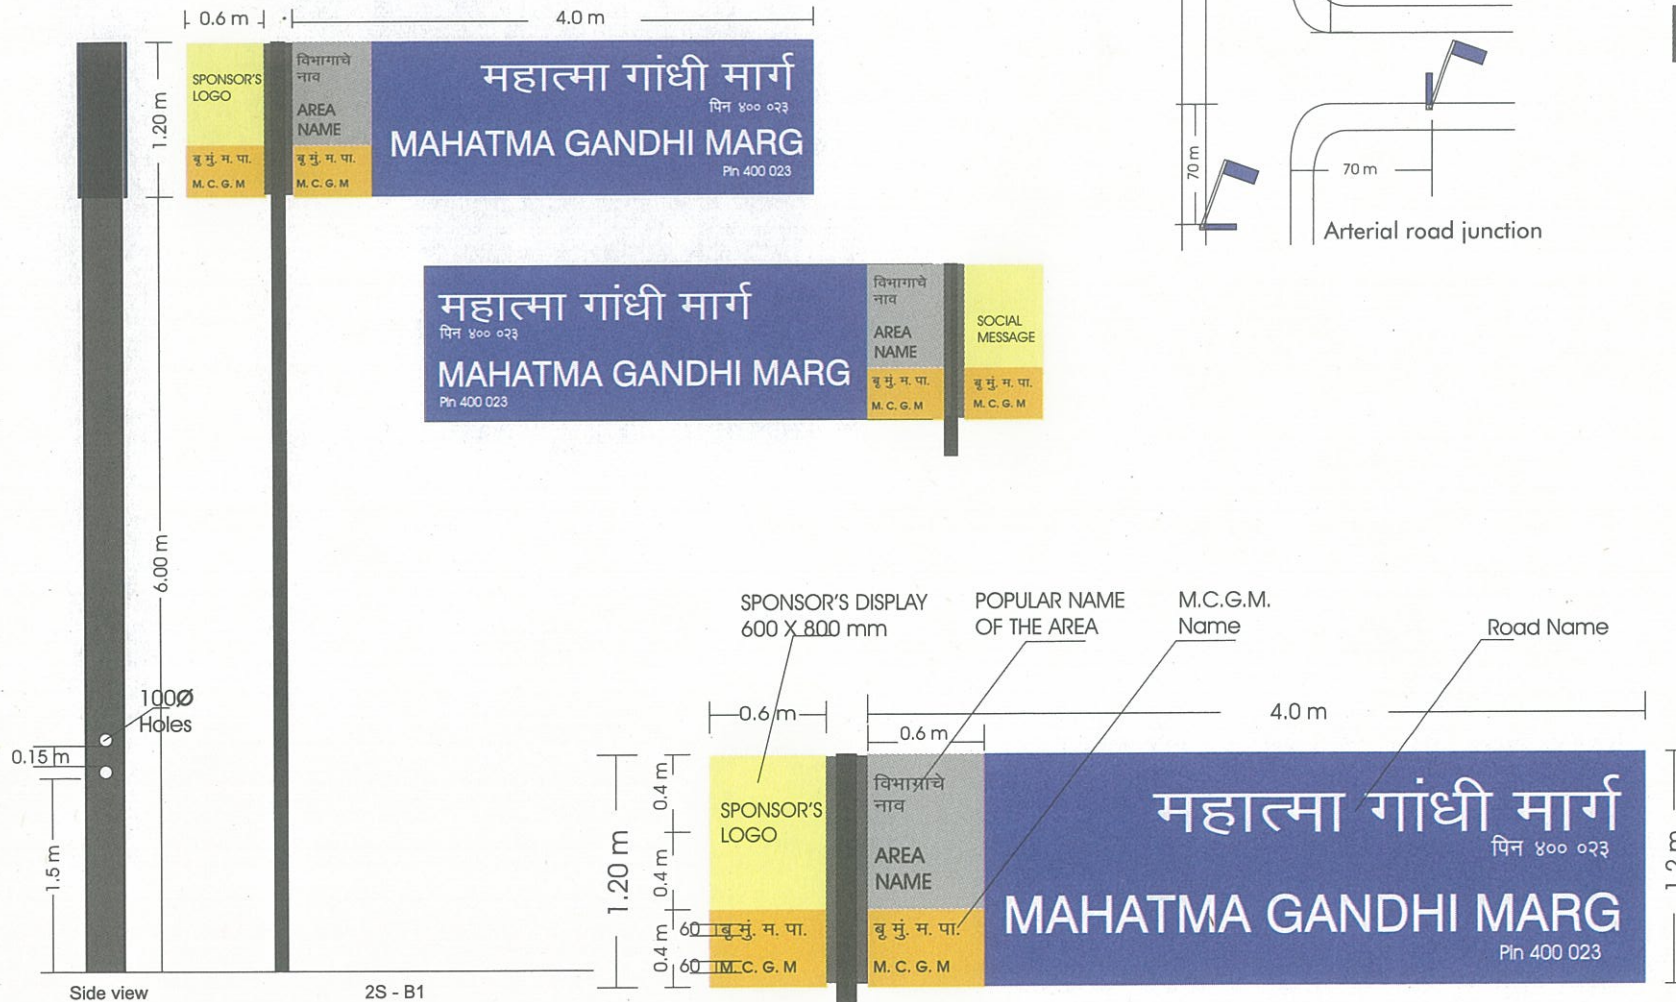 0.6 m
4.0 m
1.20 m
SPONSOR'S
LOGO
बृ मुं. म. पा.
M. C. G. M
विभागाचे
नाव
AREA
NAME
बृ मुं. म. पा.
M. C. G. M
महात्मा गांधी मार्ग
पिन ४०० ०२३
MAHATMA GANDHI MARG
Pin 400 023
70 m
70 m
Arterial road junction
महात्मा गांधी मार्ग
पिन ४०० ०२३
MAHATMA GANDHI MARG
Pin 400 023
विभागाचे
नाव
AREA
NAME
बृ मुं. म. पा.
M. C. G. M
SOCIAL
MESSAGE
बृ मुं. म. पा.
M. C. G. M
6.00 m
100Ø
Holes
0.15 m
1.5 m
Side view
2S - B1
SPONSOR'S DISPLAY
600 X 800 mm
POPULAR NAME
OF THE AREA
M.C.G.M.
Name
Road Name
0.6 m
0.6 m
4.0 m
1.20 m
0.4 m
0.4 m
0.4 m
60
60
SPONSOR'S
LOGO
बृ मुं. म. पा.
M. C. G. M
विभागाचे
नाव
AREA
NAME
बृ मुं. म. पा.
M. C. G. M
महात्मा गांधी मार्ग
पिन ४०० ०२३
MAHATMA GANDHI MARG
Pin 400 023